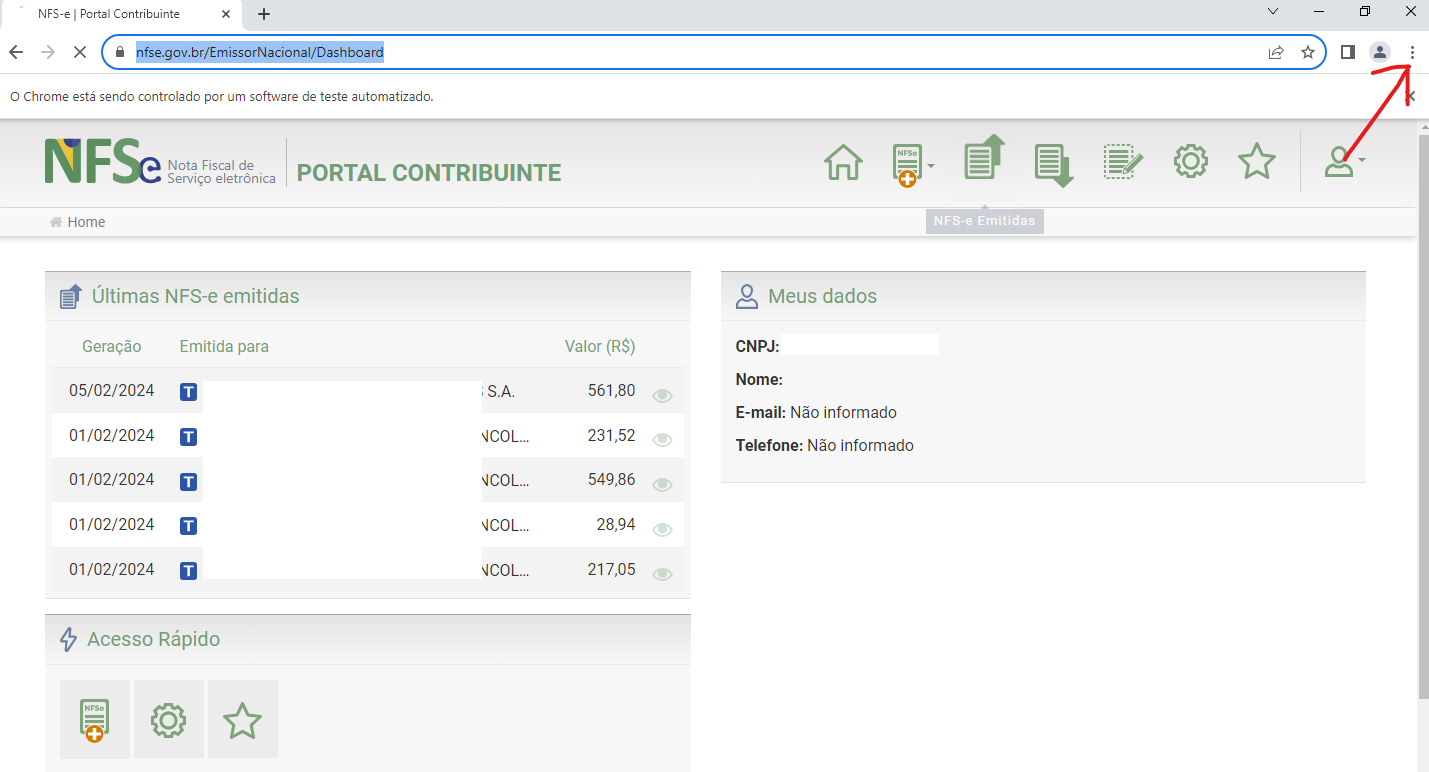 NFS-e | Portal Contribuinte
nfse.gov.br/EmissorNacional/Dashboard
O Chrome está sendo controlado por um software de teste automatizado.
NFSe Nota Fiscal de
Serviço eletrônica
PORTAL CONTRIBUINTE
NFSe
Home
NFS-e Emitidas
Últimas NFS-e emitidas
Geração Emitida para Valor (R$)
05/02/2024 T S.A. 561,80
01/02/2024 T NCOL... 231,52
01/02/2024 T NCOL... 549,86
01/02/2024 T NCOL... 28,94
01/02/2024 T NCOL... 217,05
Meus dados
CNPJ:
Nome:
E-mail: Não informado
Telefone: Não informado
Acesso Rápido
NFSe